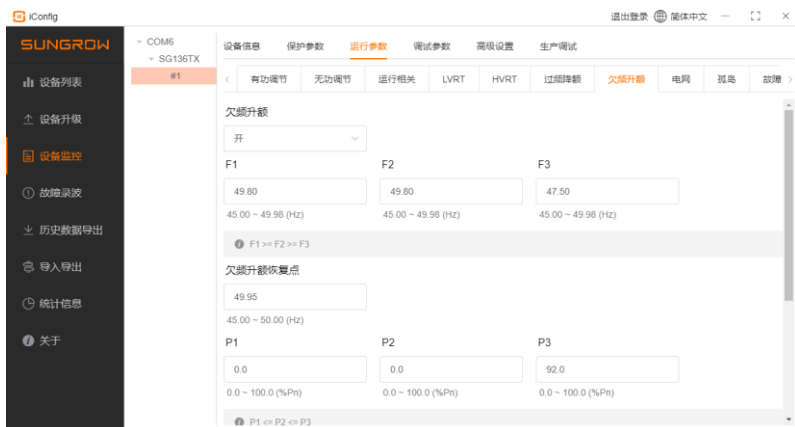 iConfig
退出登录 简体中文
SUNGROW
设备列表
设备升级
设备监控
故障录波
历史数据导出
导入导出
统计信息
关于
COM6
SG136TX
#1
设备信息 保护参数 运行参数 调试参数 高级设置 生产调试
有功调节 无功调节 运行相关 LVRT HVRT 过频降额 欠频升额 电网 孤岛 故障
欠频升额
开
F1 F2 F3
49.80 49.80 47.50
45.00 ~ 49.98 (Hz) 45.00 ~ 49.98 (Hz) 45.00 ~ 49.98 (Hz)
F1 >= F2 >= F3
欠频升额恢复点
49.95
45.00 ~ 50.00 (Hz)
P1 P2 P3
0.0 0.0 92.0
0.0 ~ 100.0 (%Pn) 0.0 ~ 100.0 (%Pn) 0.0 ~ 100.0 (%Pn)
P1 <= P2 <= P3